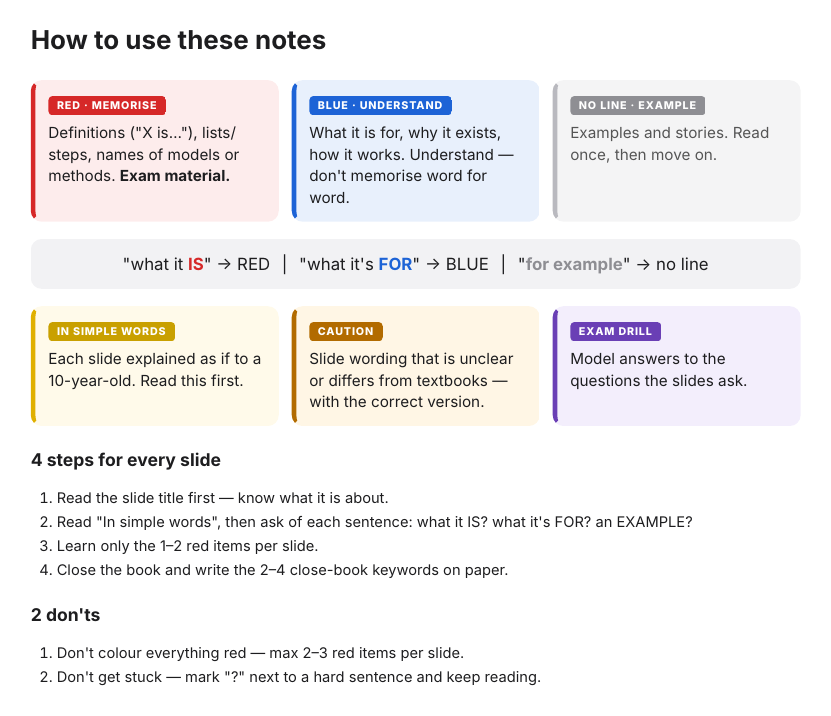 How to use these notes
RED · MEMORISE
Definitions ("X is..."), lists/
steps, names of models or
methods. Exam material.
BLUE · UNDERSTAND
What it is for, why it exists,
how it works. Understand —
don't memorise word for
word.
NO LINE · EXAMPLE
Examples and stories. Read
once, then move on.
"what it IS" → RED | "what it's FOR" → BLUE | "for example" → no line
IN SIMPLE WORDS
Each slide explained as if to a
10-year-old. Read this first.
CAUTION
Slide wording that is unclear
or differs from textbooks —
with the correct version.
EXAM DRILL
Model answers to the
questions the slides ask.
4 steps for every slide
1. Read the slide title first — know what it is about.
2. Read "In simple words", then ask of each sentence: what it IS? what it's FOR? an EXAMPLE?
3. Learn only the 1–2 red items per slide.
4. Close the book and write the 2–4 close-book keywords on paper.
2 don'ts
1. Don't colour everything red — max 2–3 red items per slide.
2. Don't get stuck — mark "?" next to a hard sentence and keep reading.